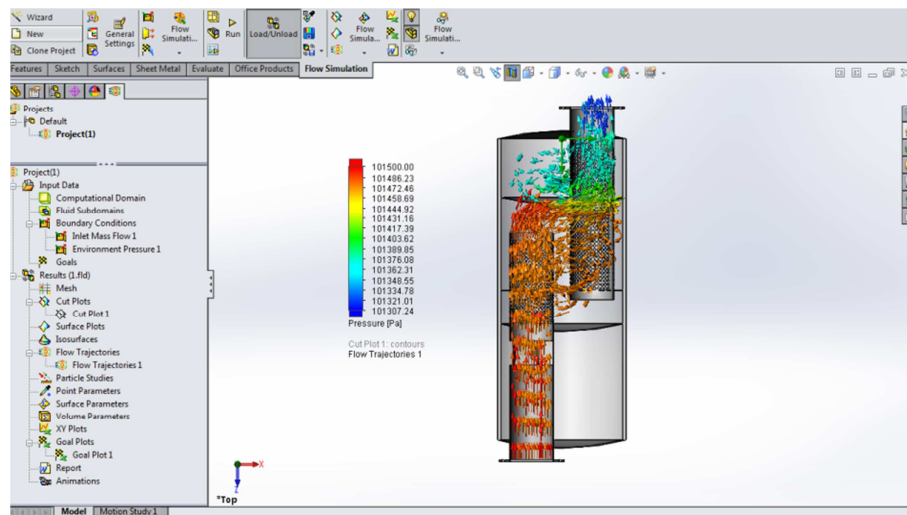 Wizard
New
Clone Project
General Settings
Flow Simulati...
Run
Load/Unload
Flow Simula...
Flow Simulati...
Features Sketch Surfaces Sheet Metal Evaluate Office Products Flow Simulation
Projects
Default
Project(1)
Project(1)
Input Data
Computational Domain
Fluid Subdomains
Boundary Conditions
Inlet Mass Flow 1
Environment Pressure 1
Goals
Results (1.fld)
Mesh
Cut Plots
Cut Plot 1
Surface Plots
Isosurfaces
Flow Trajectories
Flow Trajectories 1
Particle Studies
Point Parameters
Surface Parameters
Volume Parameters
XY Plots
Goal Plots
Goal Plot 1
Report
Animations
101500.00
101486.23
101472.46
101458.69
101444.92
101431.16
101417.39
101403.62
101389.85
101376.08
101362.31
101348.55
101334.78
101321.01
101307.24
Pressure [Pa]
Cut Plot 1: contours
Flow Trajectories 1
X
Z
*Top
Model Motion Study 1